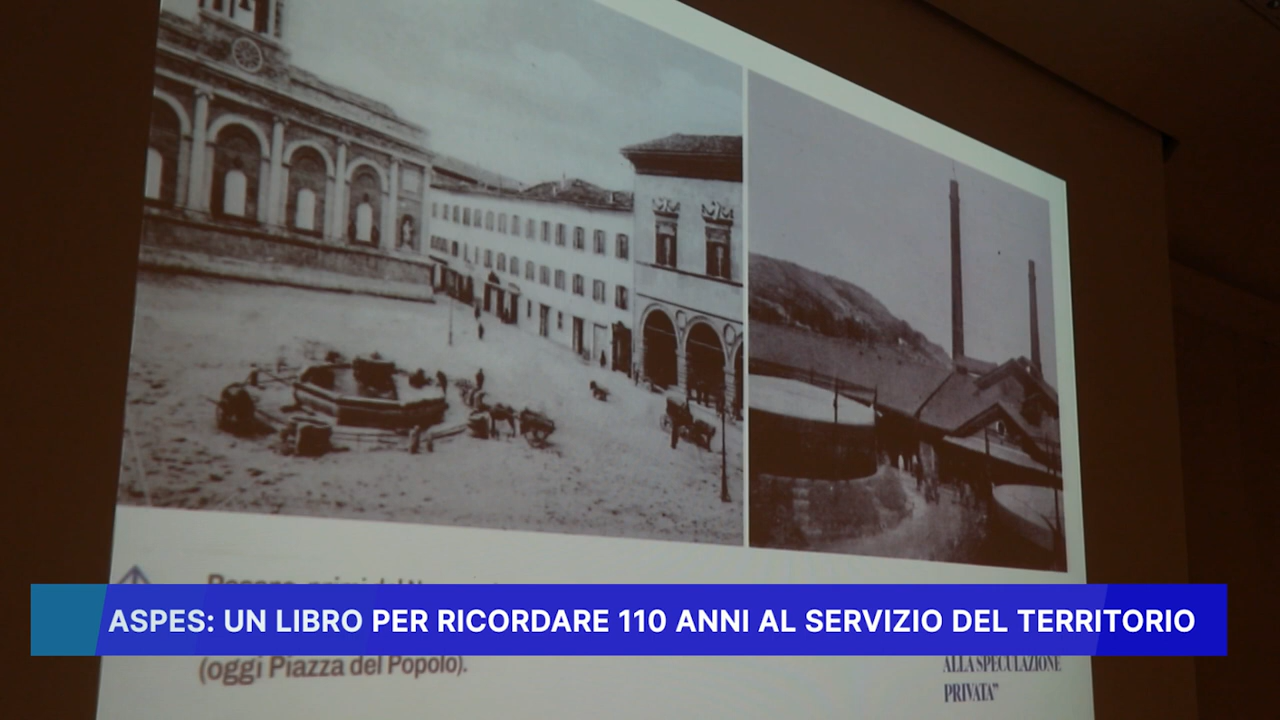 ASPES: UN LIBRO PER RICORDARE 110 ANNI AL SERVIZIO DEL TERRITORIO
(oggi Piazza del Popolo).
ALLA SPECULAZIONE
PRIVATA”